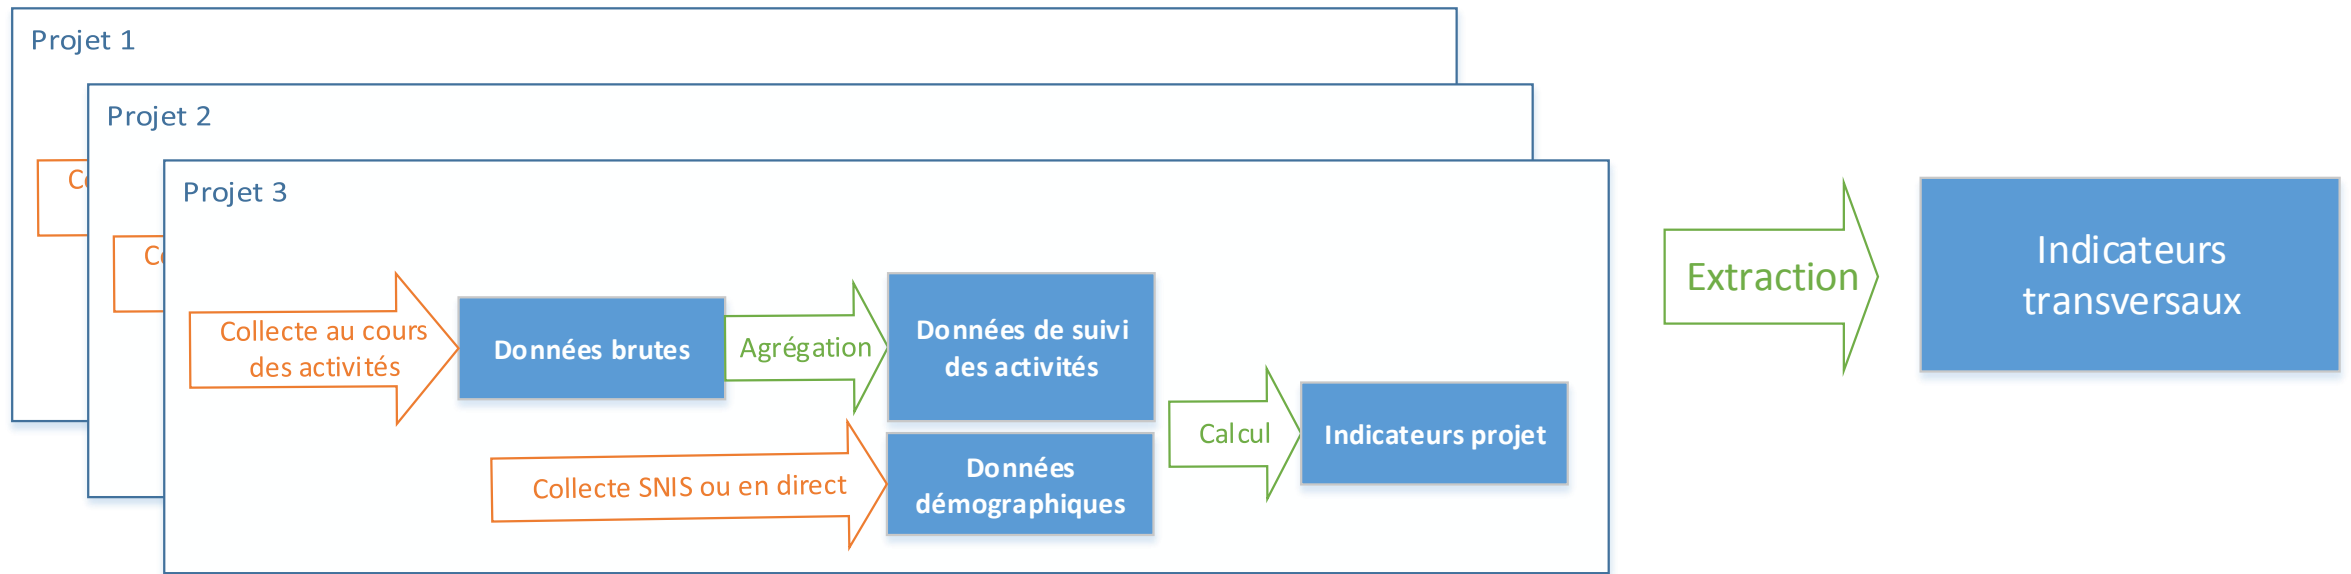 Projet 1
Projet 2
Projet 3
Collecte au cours
des activités
Données brutes
Agrégation
Données de suivi
des activités
Collecte SNIS ou en direct
Données
démographiques
Calcul
Indicateurs projet
Extraction
Indicateurs
transversaux